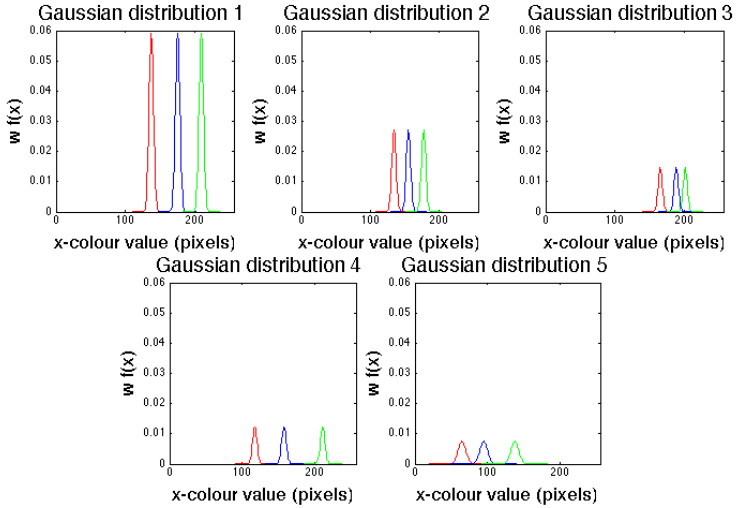 Gaussian distribution 1
Gaussian distribution 2
Gaussian distribution 3
0.06
0.05
0.04
0.03
0.02
0.01
0
w f(x)
0 100 200
x-colour value (pixels)
0.06
0.05
0.04
0.03
0.02
0.01
0
w f(x)
0 100 200
x-colour value (pixels)
0.06
0.05
0.04
0.03
0.02
0.01
0
w f(x)
0 100 200
x-colour value (pixels)
Gaussian distribution 4
Gaussian distribution 5
0.06
0.05
0.04
0.03
0.02
0.01
0
w f(x)
0 100 200
x-colour value (pixels)
0.06
0.05
0.04
0.03
0.02
0.01
0
w f(x)
0 100 200
x-colour value (pixels)